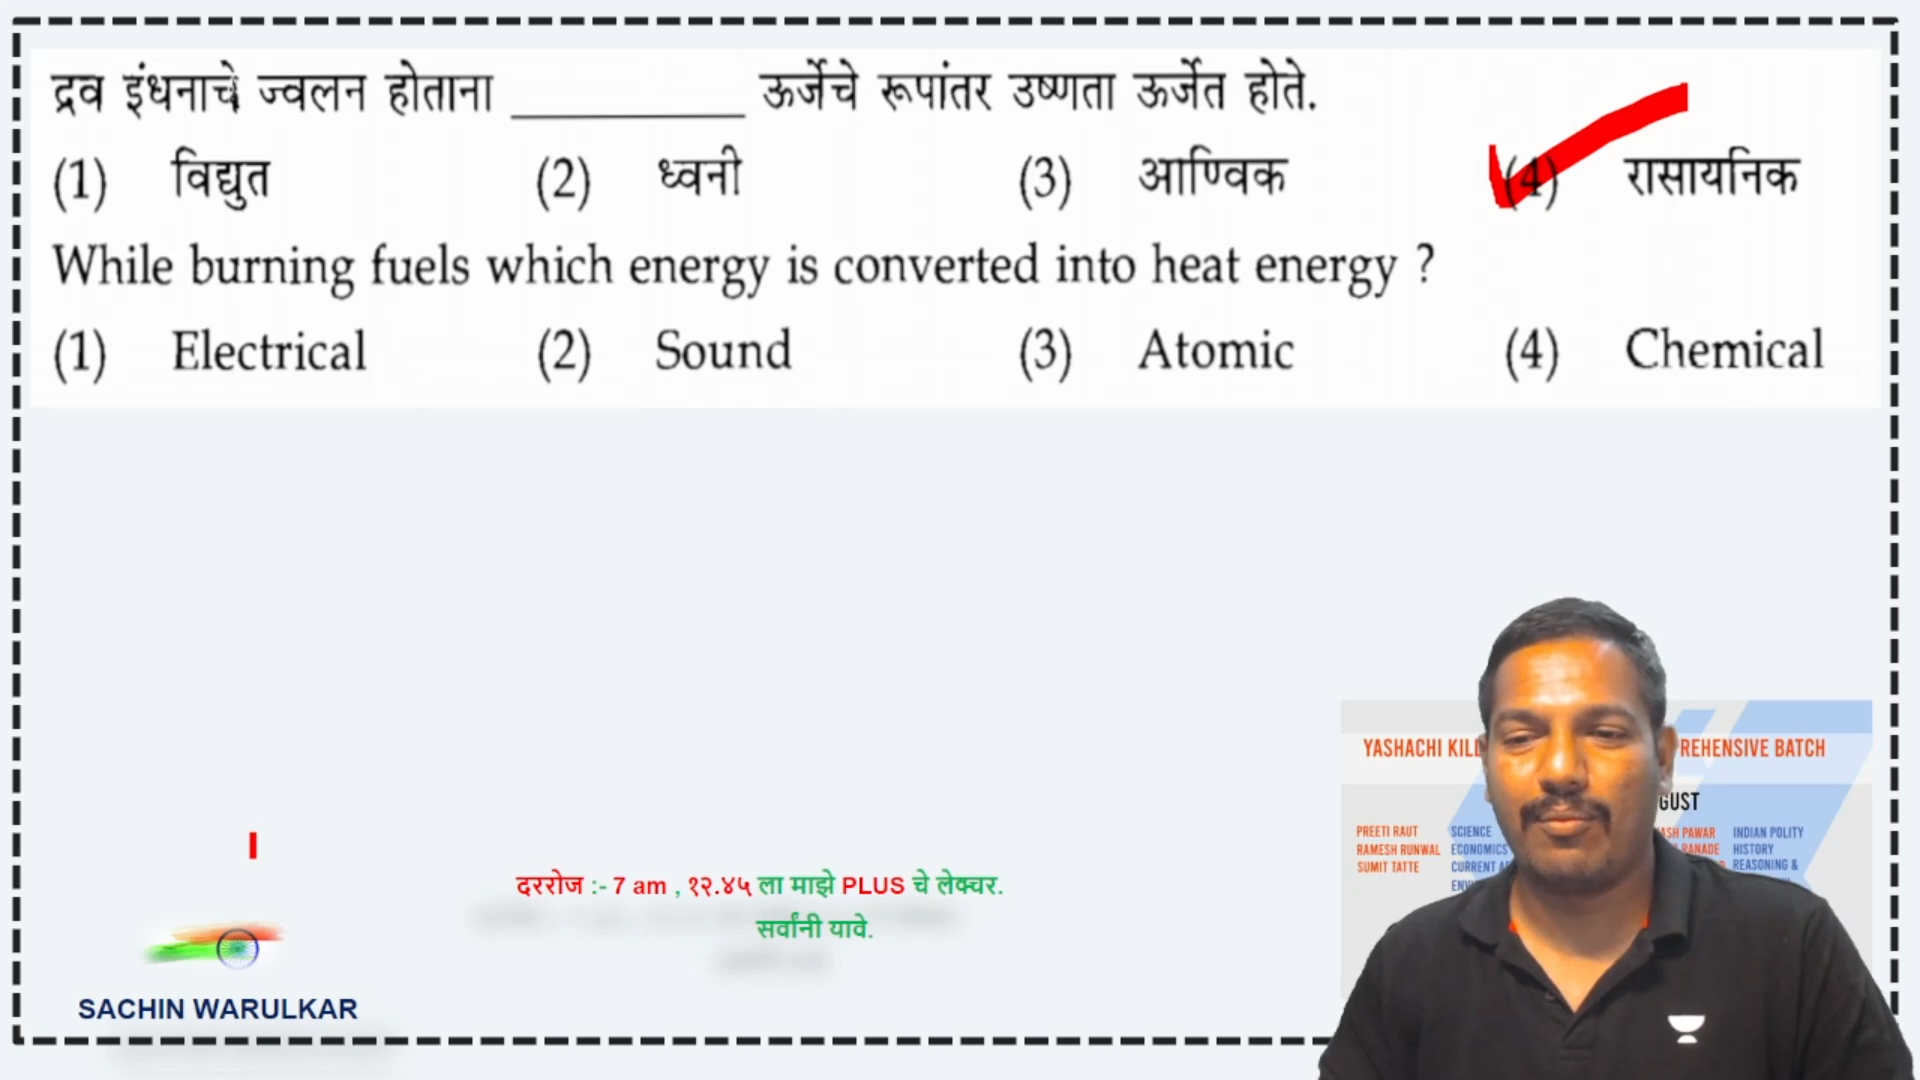 द्रव इंधनाचे ज्वलन होताना __________ ऊर्जेचे रूपांतर उष्णता ऊर्जेत होते.
(1) विद्युत (2) ध्वनी (3) आण्विक (4) रासायनिक
While burning fuels which energy is converted into heat energy ?
(1) Electrical (2) Sound (3) Atomic (4) Chemical
YASHACHI REHENSIVE BATCH
PREETI RAUT SCIENCE PAWAR INDIAN POLITY
RAMESH RUNWAL ECONOMICS RANADE HISTORY
SUMIT TATTE CURRENT REASONING &
दररोज :- 7 am , १२.४५ ला माझे PLUS चे लेक्चर.
सर्वांनी यावे.
SACHIN WARULKAR